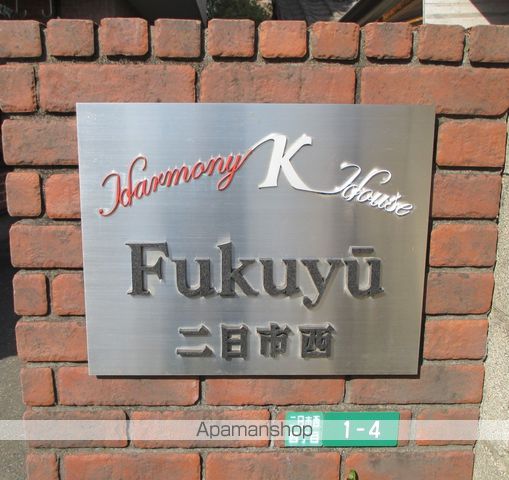 Harmony K House
Fukuyū
二日市西
1-4
Apamanshop